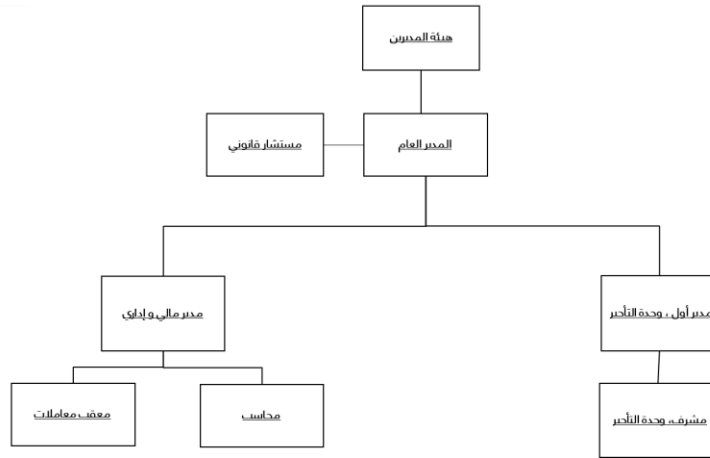 هيئة المديرين
المدير العام
مستشار قانوني
مدير أول ، وحدة التأجير
مدير مالي و إداري
مشرف، وحدة التأجير
محاسب
معقب معاملات